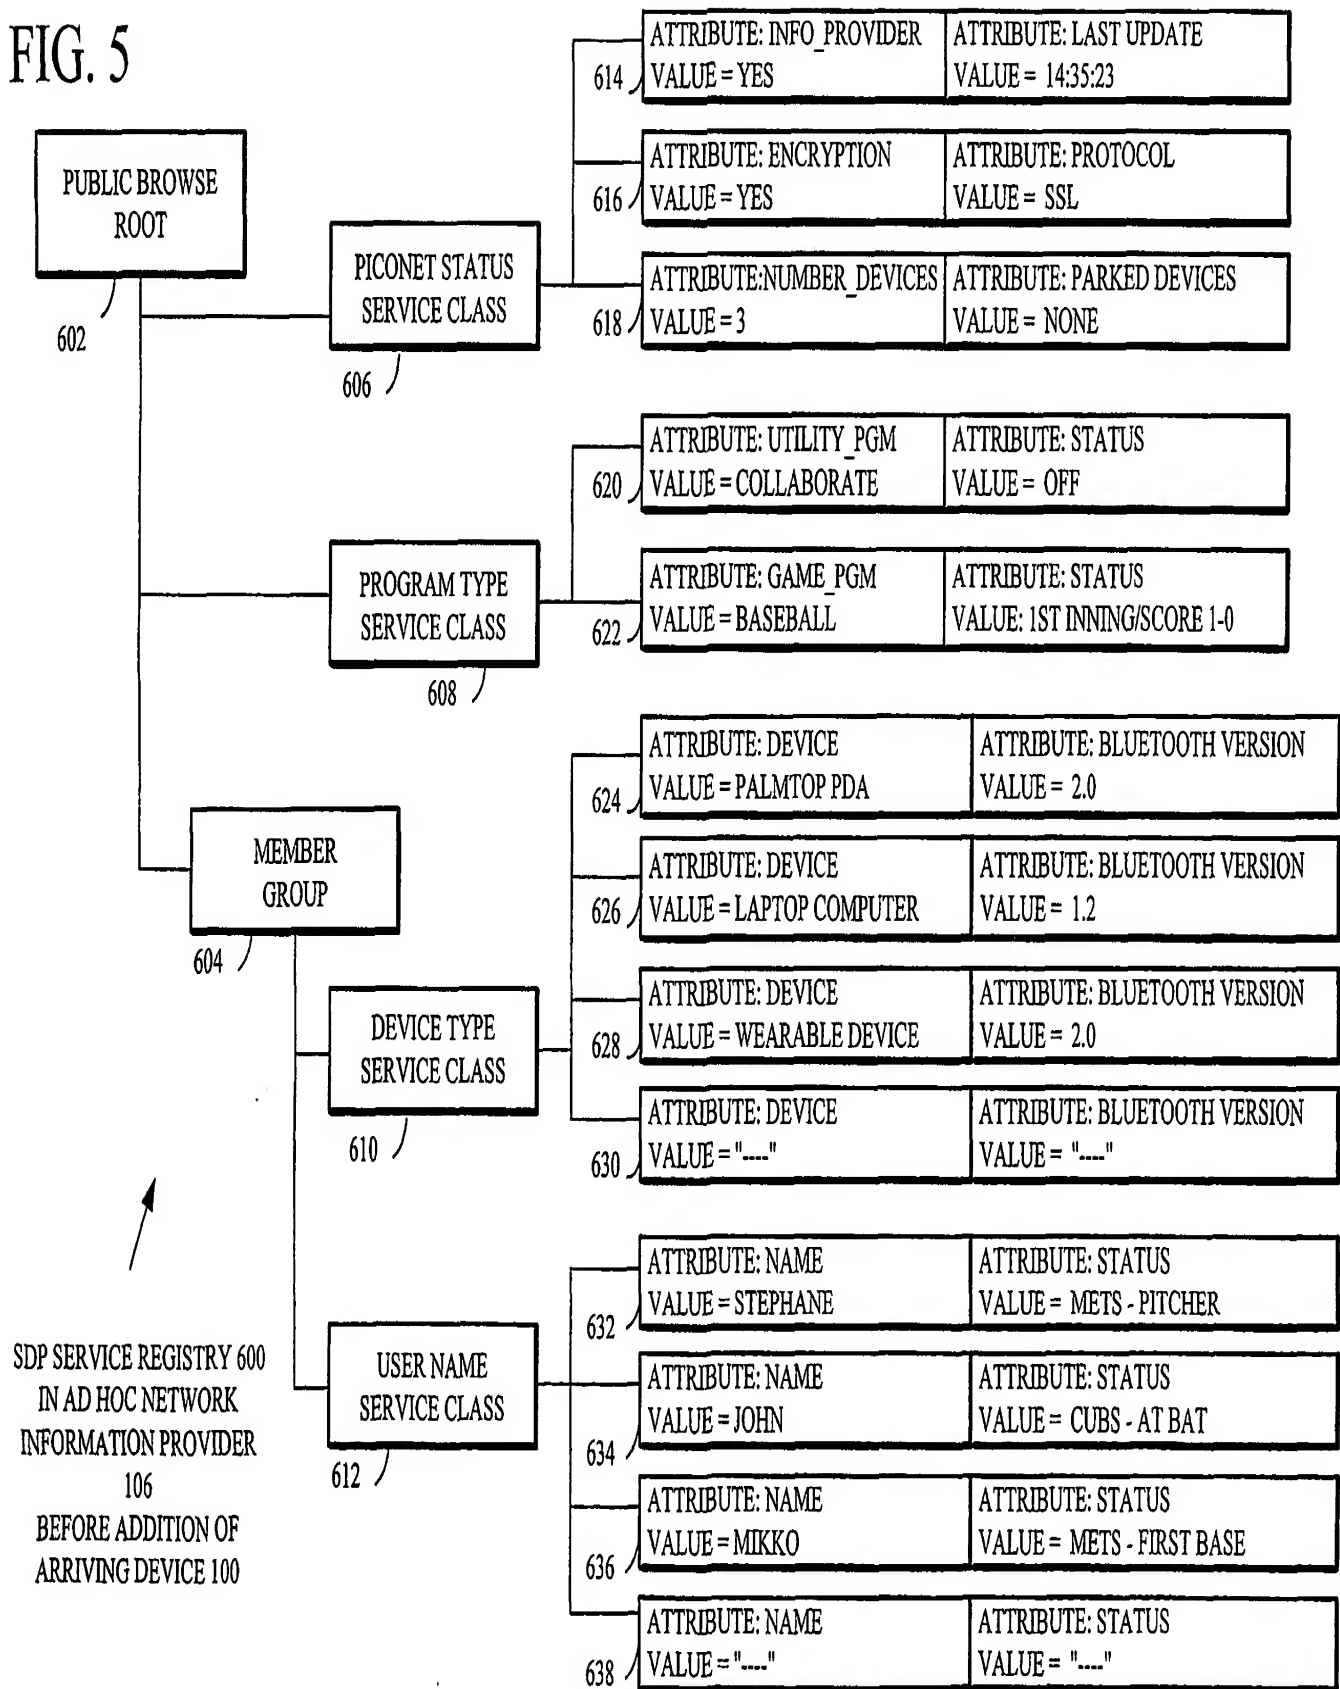 FIG. 5
PUBLIC BROWSE
ROOT
602
PICONET STATUS
SERVICE CLASS
606
ATTRIBUTE: INFO_PROVIDER
VALUE = YES
ATTRIBUTE: LAST UPDATE
VALUE = 14:35:23
614
ATTRIBUTE: ENCRYPTION
VALUE = YES
ATTRIBUTE: PROTOCOL
VALUE = SSL
616
ATTRIBUTE:NUMBER_DEVICES
VALUE = 3
ATTRIBUTE: PARKED DEVICES
VALUE = NONE
618
PROGRAM TYPE
SERVICE CLASS
608
ATTRIBUTE: UTILITY_PGM
VALUE = COLLABORATE
ATTRIBUTE: STATUS
VALUE = OFF
620
ATTRIBUTE: GAME_PGM
VALUE = BASEBALL
ATTRIBUTE: STATUS
VALUE: 1ST INNING/SCORE 1-0
622
MEMBER
GROUP
604
DEVICE TYPE
SERVICE CLASS
610
ATTRIBUTE: DEVICE
VALUE = PALMTOP PDA
ATTRIBUTE: BLUETOOTH VERSION
VALUE = 2.0
624
ATTRIBUTE: DEVICE
VALUE = LAPTOP COMPUTER
ATTRIBUTE: BLUETOOTH VERSION
VALUE = 1.2
626
ATTRIBUTE: DEVICE
VALUE = WEARABLE DEVICE
ATTRIBUTE: BLUETOOTH VERSION
VALUE = 2.0
628
ATTRIBUTE: DEVICE
VALUE = "----"
ATTRIBUTE: BLUETOOTH VERSION
VALUE = "----"
630
USER NAME
SERVICE CLASS
612
ATTRIBUTE: NAME
VALUE = STEPHANE
ATTRIBUTE: STATUS
VALUE = METS - PITCHER
632
ATTRIBUTE: NAME
VALUE = JOHN
ATTRIBUTE: STATUS
VALUE = CUBS - AT BAT
634
ATTRIBUTE: NAME
VALUE = MIKKO
ATTRIBUTE: STATUS
VALUE = METS - FIRST BASE
636
ATTRIBUTE: NAME
VALUE = "----"
ATTRIBUTE: STATUS
VALUE = "----"
638
SDP SERVICE REGISTRY 600
IN AD HOC NETWORK
INFORMATION PROVIDER
106
BEFORE ADDITION OF
ARRIVING DEVICE 100